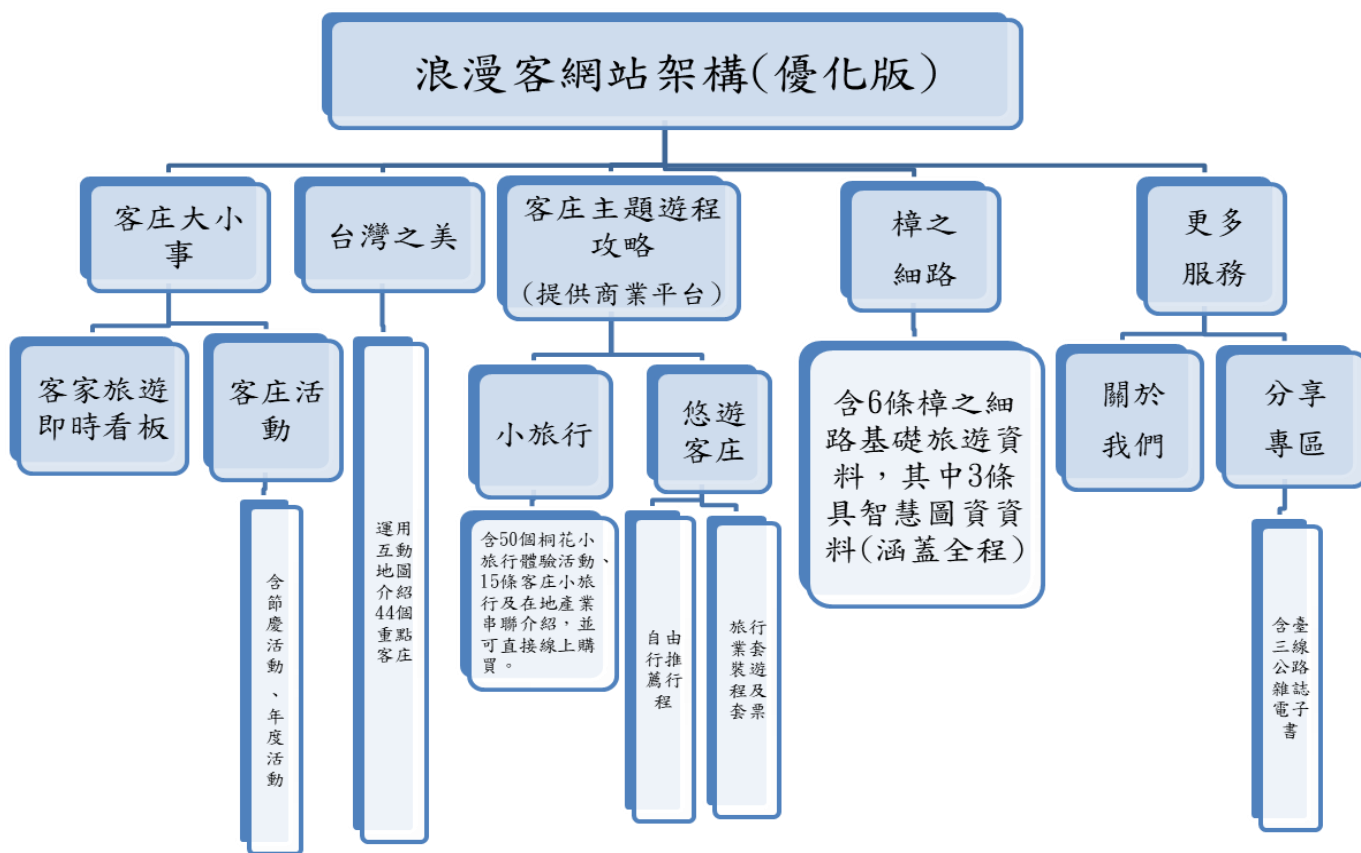 浪漫客網站架構(優化版)
客庄大小
事
台灣之美
客庄主題遊程
攻略
(提供商業平台)
樟之
細路
更多
服務
客家旅遊
即時看板
客庄活
動
小旅行
悠遊
客庄
含6條樟之細
路基礎旅遊資
料，其中3條
具智慧圖資資
料(涵蓋全程)
關於
我們
分享
專區
含
節
慶
活
動
、
年
度
活
動
運用
互動
地圖
介紹
44個
重點
客庄
含50個桐花小
旅行體驗活動、
15條客庄小旅
行及在地產業
串聯介紹，並
可直接線上購
買。
自由
行推
薦行
程
旅行
業套
裝遊
程及
套票
含臺
三線
公路
雜誌
電子
書